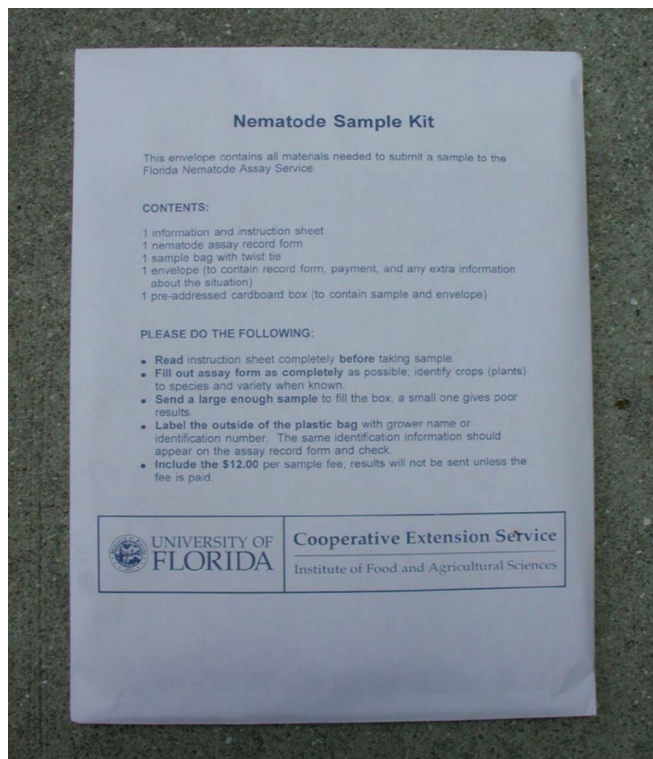 Nematode Sample Kit
This envelope contains all materials needed to submit a sample to the
Florida Nematode Assay Service.
CONTENTS:
1 information and instruction sheet
1 nematode assay record form
1 sample bag with twist tie
1 envelope (to contain record form, payment, and any extra information
about the situation)
1 pre-addressed cardboard box (to contain sample and envelope)
PLEASE DO THE FOLLOWING:
• Read instruction sheet completely before taking sample.
• Fill out assay form as completely as possible; identify crops (plants)
to species and variety when known.
• Send a large enough sample to fill the box, a small one gives poor
results.
• Label the outside of the plastic bag with grower name or
identification number. The same identification information should
appear on the assay record form and check.
• Include the $12.00 per sample fee; results will not be sent unless the
fee is paid.
UNIVERSITY OF
FLORIDA
Cooperative Extension Service
Institute of Food and Agricultural Sciences